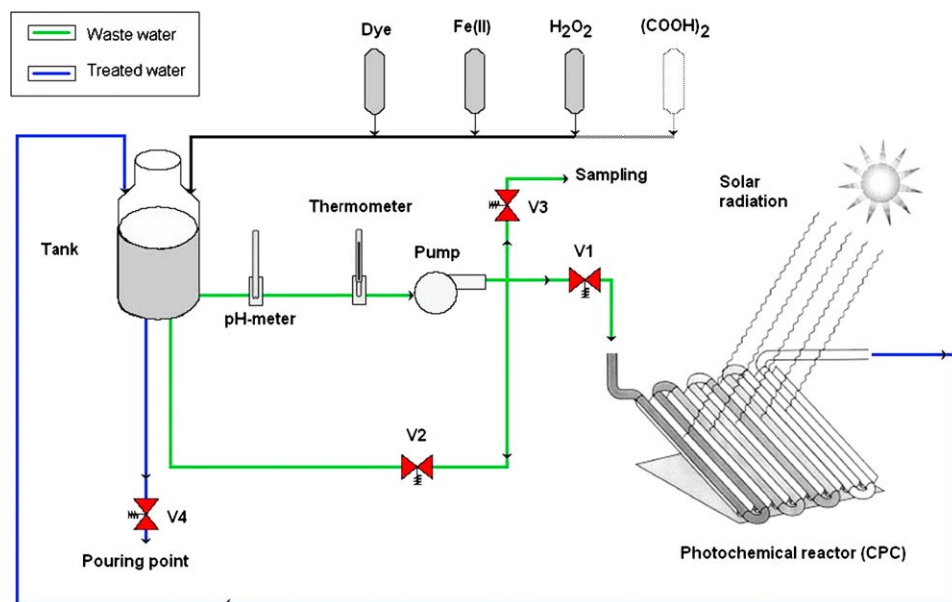 Waste water
Treated water
Dye
Fe(II)
H₂O₂
(COOH)₂
Sampling
V3
Solar
radiation
Thermometer
Tank
Pump
V1
pH-meter
V2
V4
Pouring point
Photochemical reactor (CPC)